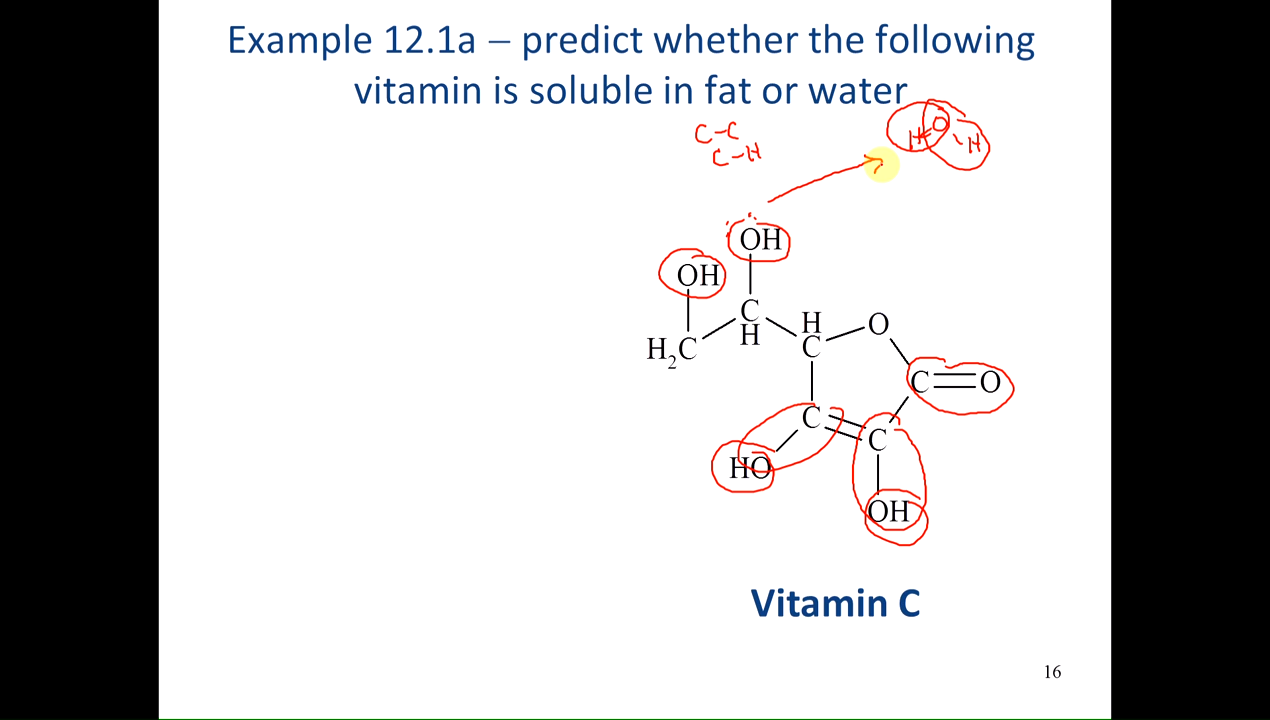 Example 12.1a – predict whether the following
vitamin is soluble in fat or water
C-C
C-H
O
H
H
OH
OH
C
H
H
C
O
H₂C
C
O
C
C
HO
OH
Vitamin C
16